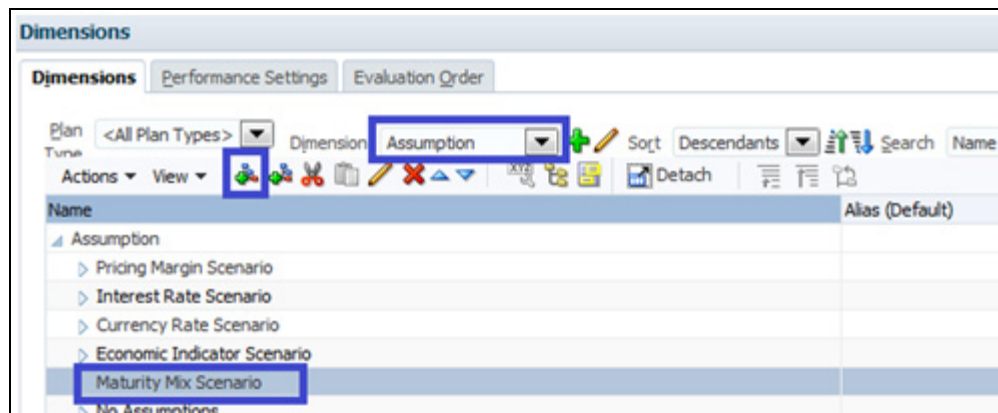 Dimensions
Dimensions Performance Settings Evaluation Order
Plan Type <All Plan Types> Dimension Assumption Sort Descendants Search Name
Actions View XYZ Detach
Name Alias (Default)
Assumption
Pricing Margin Scenario
Interest Rate Scenario
Currency Rate Scenario
Economic Indicator Scenario
Maturity Mix Scenario
No Assumptions